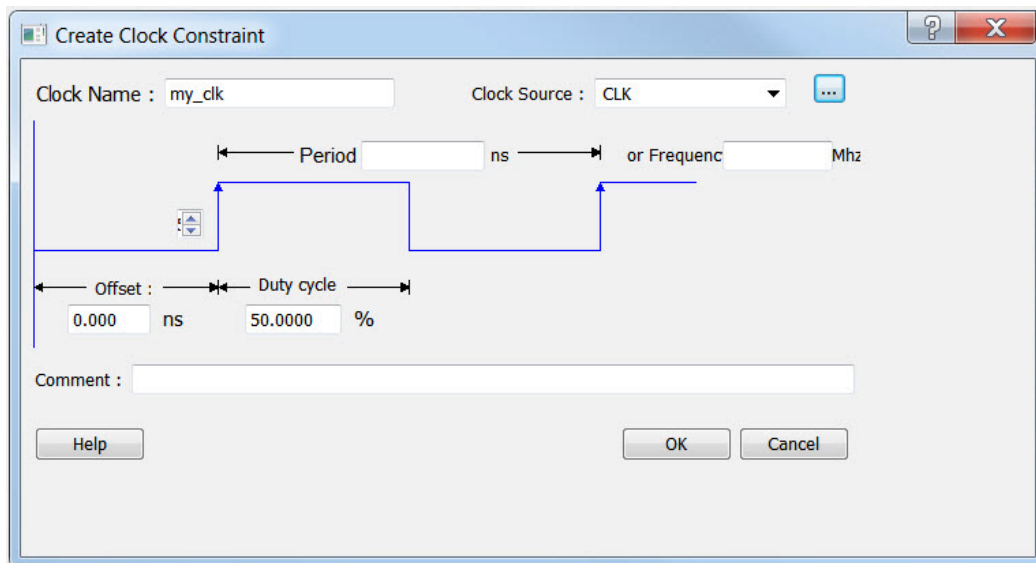 Create Clock Constraint
Clock Name : my_clk Clock Source : CLK ...
Period ns or Frequenc Mhz
Offset : Duty cycle
0.000 ns 50.0000 %
Comment :
Help OK Cancel